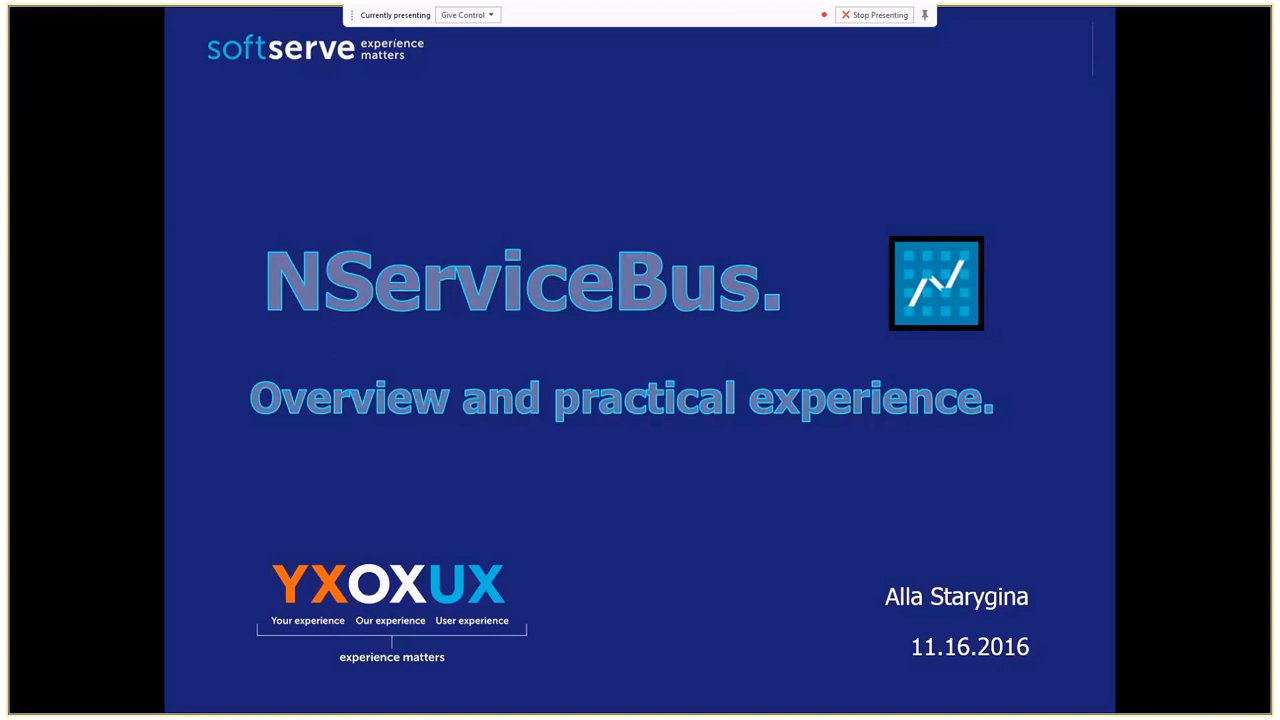 Currently presenting Give Control Stop Presenting
softserve experience
matters
NServiceBus.
Overview and practical experience.
YXOXUX
Your experience Our experience User experience
experience matters
Alla Starygina
11.16.2016